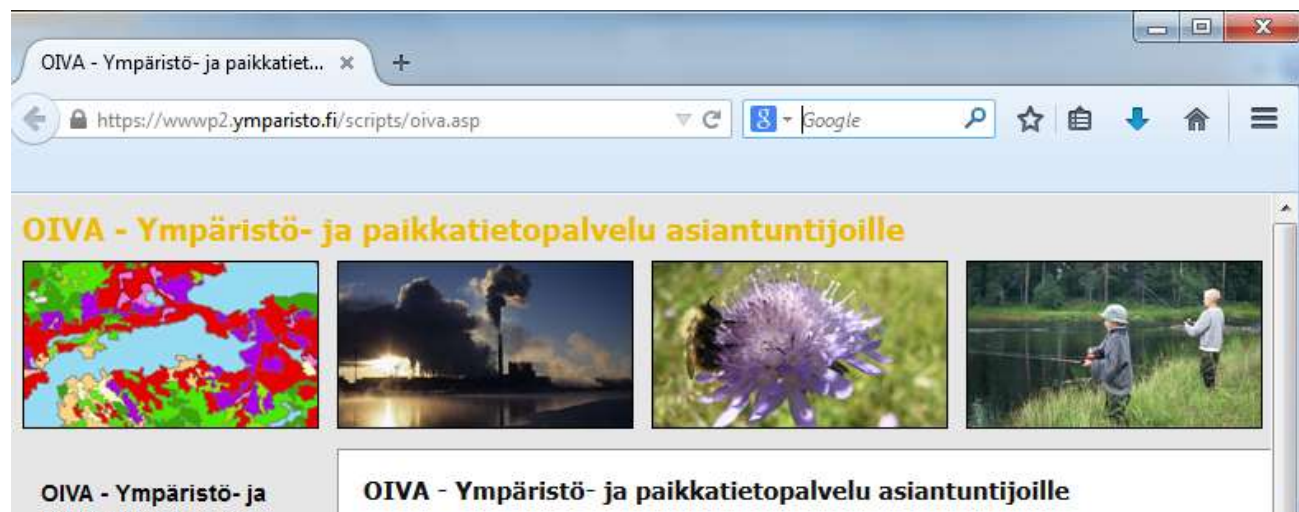 OIVA - Ympäristö- ja paikkatiet...
https://wwwp2.ymparisto.fi/scripts/oiva.asp
8 Google
OIVA - Ympäristö- ja paikkatietopalvelu asiantuntijoille
OIVA - Ympäristö- ja
OIVA - Ympäristö- ja paikkatietopalvelu asiantuntijoille